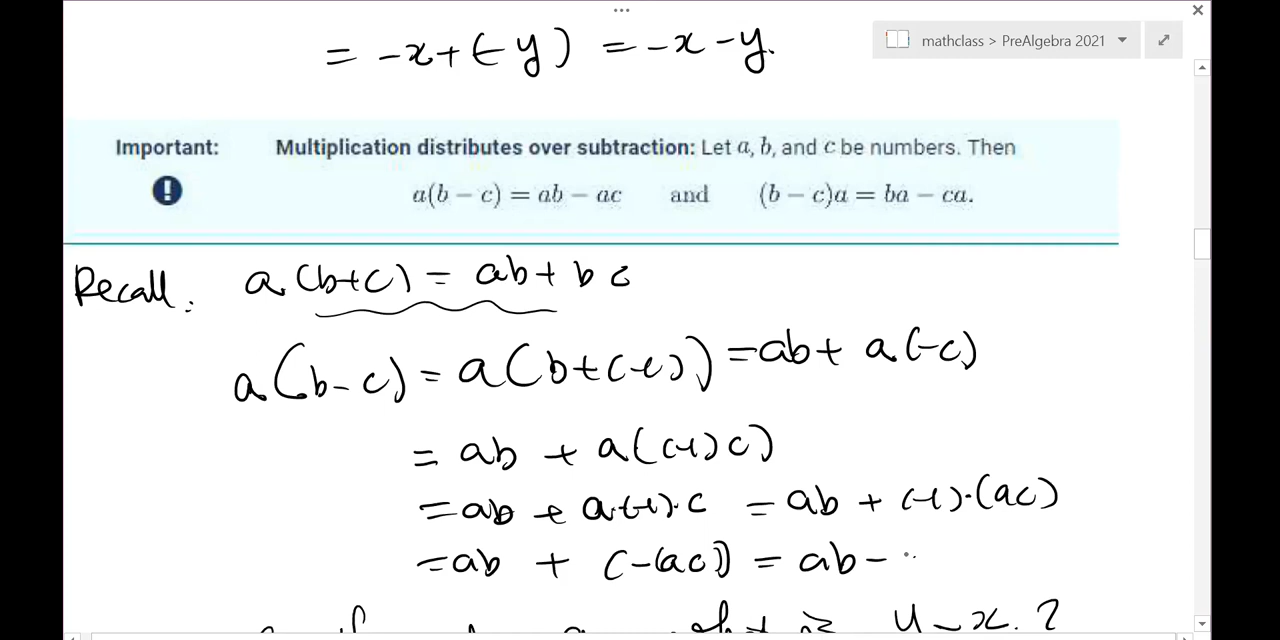 = -x + (-y) = -x - y.
mathclass > PreAlgebra 2021
Important: Multiplication distributes over subtraction: Let a, b, and c be numbers. Then
a(b − c) = ab − ac and (b − c)a = ba − ca.
Recall: a(b+c) = ab + bc
a(b-c) = a(b+(-c)) = ab + a(-c)
= ab + a((-1)c)
= ab + a·(-1)·c = ab + (-1)·(ac)
= ab + (-(ac)) = ab -
is y - x ?